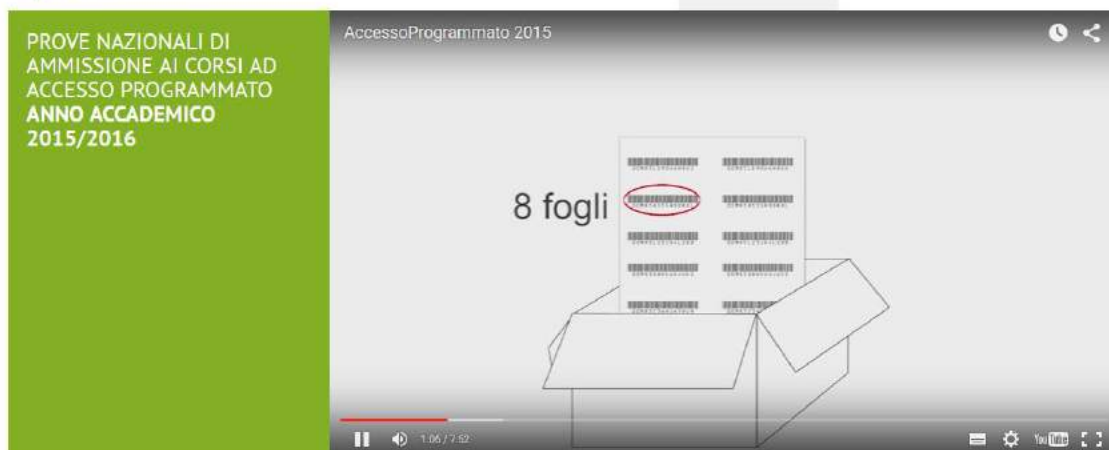 PROVE NAZIONALI DI
AMMISSIONE AI CORSI AD
ACCESSO PROGRAMMATO
ANNO ACCADEMICO
2015/2016
AccessoProgrammato 2015
8 fogli
1:06 / 7:52
YouTube